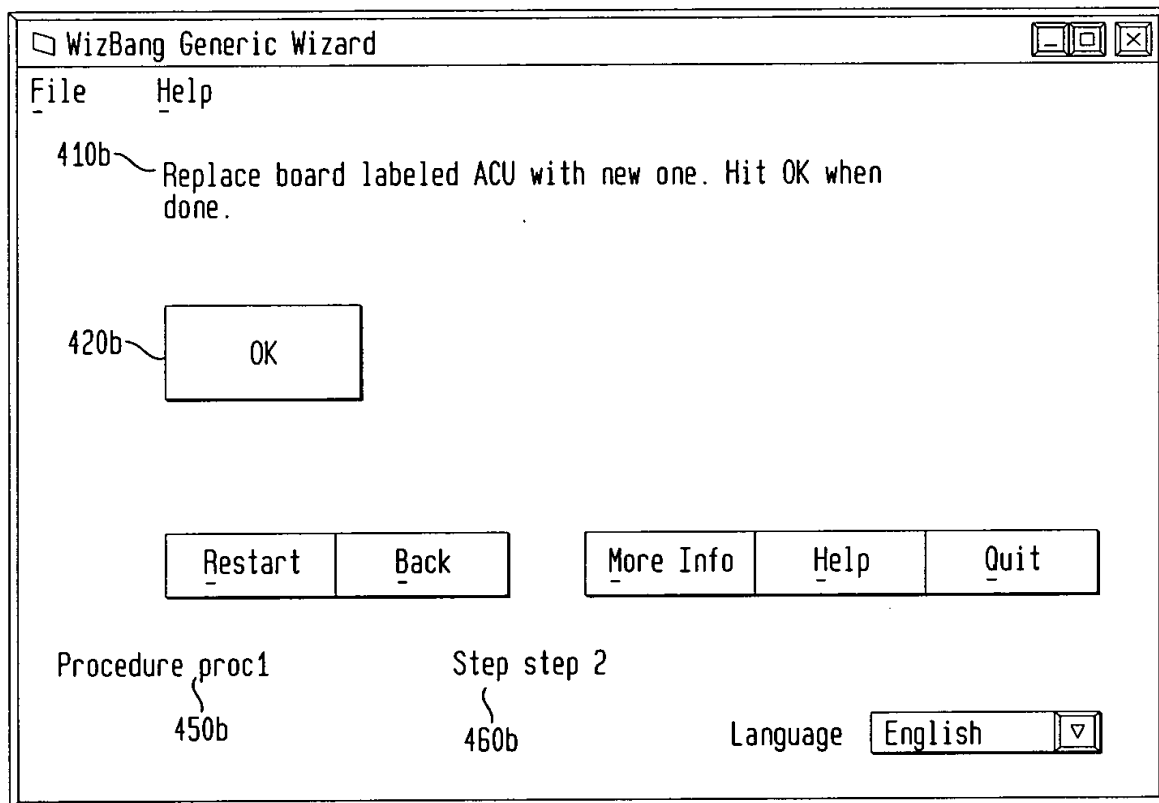 WizBang Generic Wizard
File Help
410b
Replace board labeled ACU with new one. Hit OK when
done.
420b
OK
Restart Back More Info Help Quit
Procedure proc1 Step step 2
450b 460b
Language English